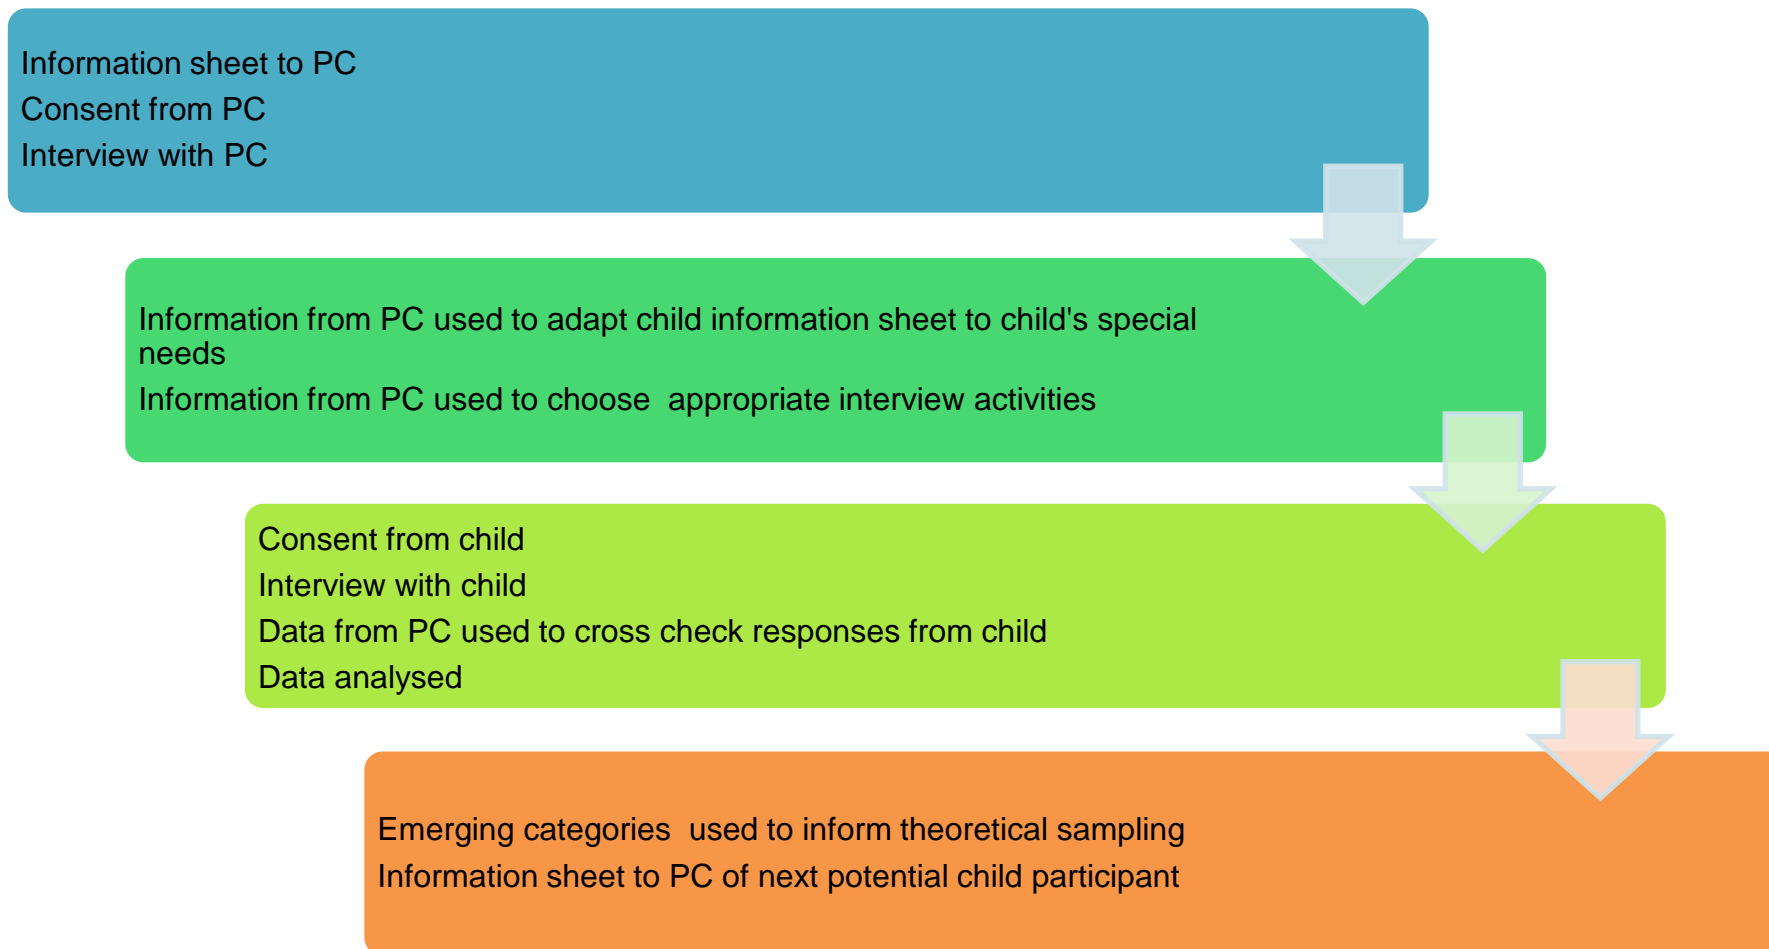 Information sheet to PC
Consent from PC
Interview with PC
Information from PC used to adapt child information sheet to child's special
needs
Information from PC used to choose  appropriate interview activities
Consent from child
Interview with child
Data from PC used to cross check responses from child
Data analysed
Emerging categories  used to inform theoretical sampling
Information sheet to PC of next potential child participant